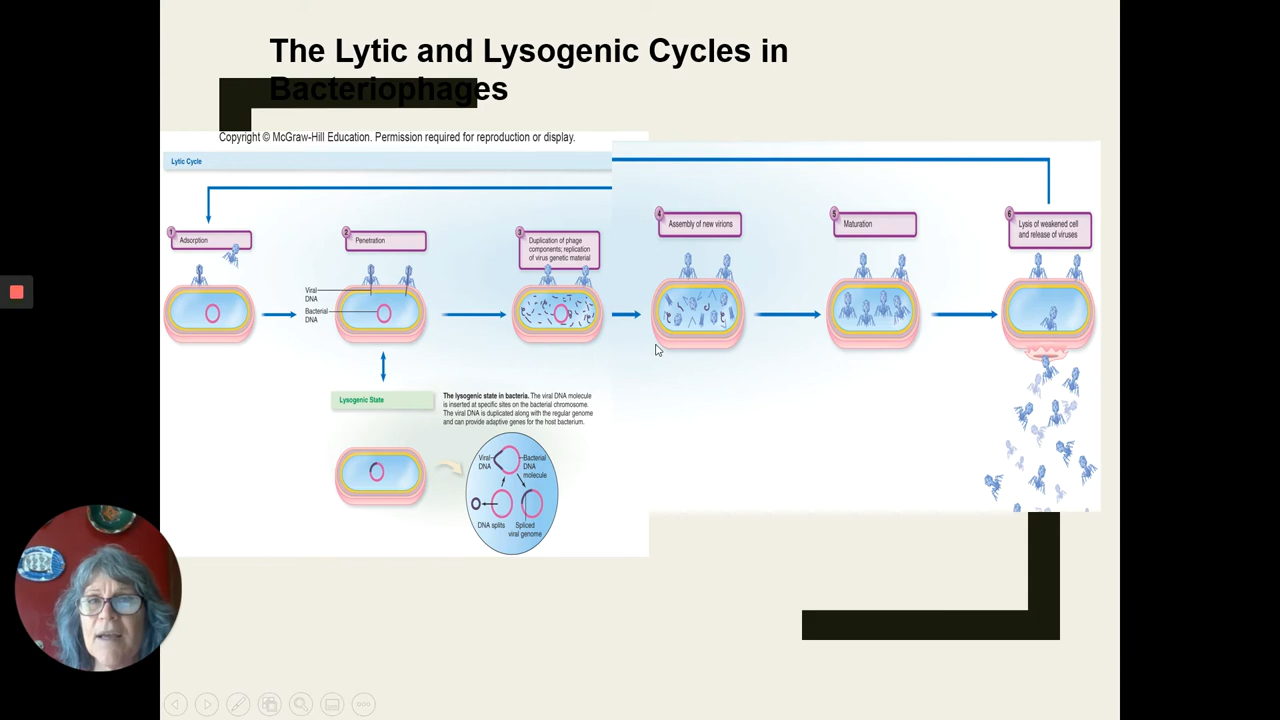 The Lytic and Lysogenic Cycles in
Bacteriophages
Copyright © McGraw-Hill Education. Permission required for reproduction or display.
Lytic Cycle
1
Adsorption
2
Penetration
3
Duplication of phage
components; replication
of virus genetic material
4
Assembly of new virions
5
Maturation
6
Lysis of weakened cell
and release of viruses
Viral
DNA
Bacterial
DNA
Lysogenic State
The lysogenic state in bacteria. The viral DNA molecule
is inserted at specific sites on the bacterial chromosome.
The viral DNA is duplicated along with the regular genome
and can provide adaptive genes for the host bacterium.
Viral
DNA
Bacterial
DNA
molecule
DNA splits
Spliced
viral genome